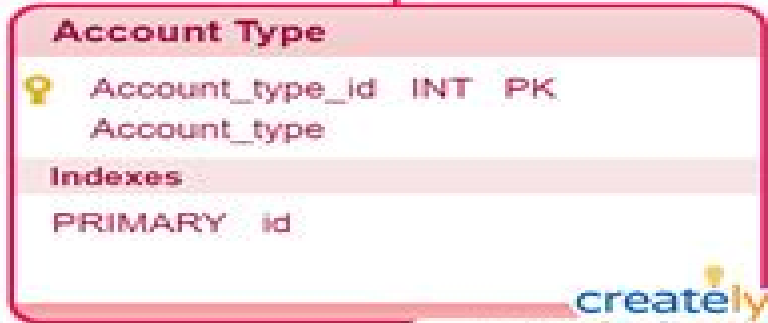 Account Type
Account_type_id INT PK
Account_type
Indexes
PRIMARY id
creately